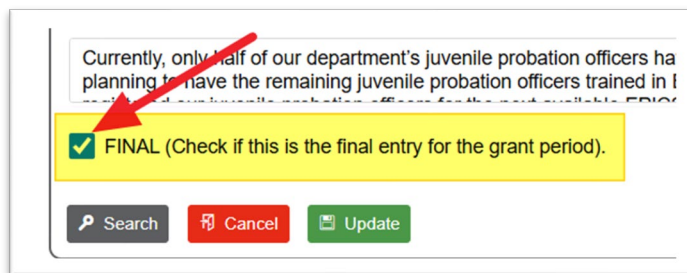 Currently, only half of our department's juvenile probation officers ha
planning to have the remaining juvenile probation officers trained in E
registered our juvenile probation officers for the next available EPICS
FINAL (Check if this is the final entry for the grant period).
Search
Cancel
Update